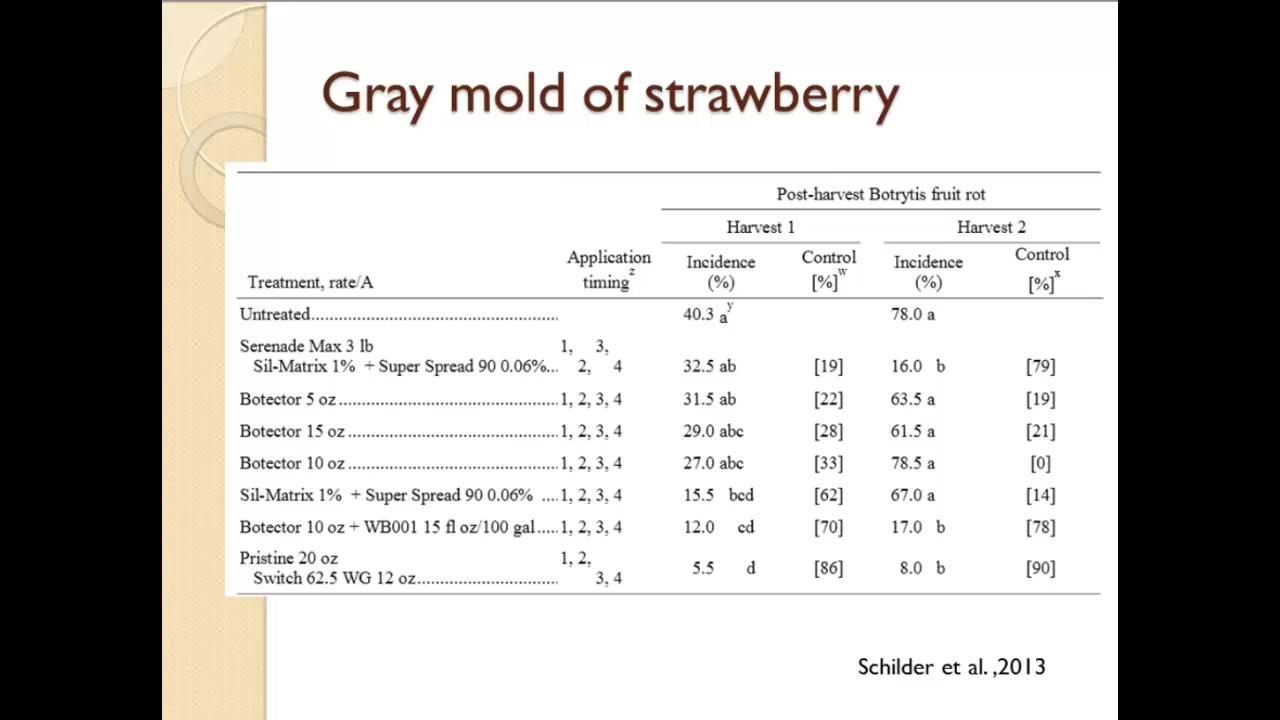 Gray mold of strawberry
Post-harvest Botrytis fruit rot
Harvest 1 Harvest 2
Treatment, rate/A Application timing^z Incidence (%) Control [%]^w Incidence (%) Control [%]^x
Untreated........................................................ 40.3 a^y 78.0 a
Serenade Max 3 lb 1, 3,
Sil-Matrix 1% + Super Spread 90 0.06%... 2, 4 32.5 ab [19] 16.0 b [79]
Botector 5 oz.................................................. 1, 2, 3, 4 31.5 ab [22] 63.5 a [19]
Botector 15 oz................................................ 1, 2, 3, 4 29.0 abc [28] 61.5 a [21]
Botector 10 oz................................................ 1, 2, 3, 4 27.0 abc [33] 78.5 a [0]
Sil-Matrix 1% + Super Spread 90 0.06% .... 1, 2, 3, 4 15.5 bcd [62] 67.0 a [14]
Botector 10 oz + WB001 15 fl oz/100 gal..... 1, 2, 3, 4 12.0 cd [70] 17.0 b [78]
Pristine 20 oz 1, 2,
Switch 62.5 WG 12 oz................................ 3, 4 5.5 d [86] 8.0 b [90]
Schilder et al. ,2013